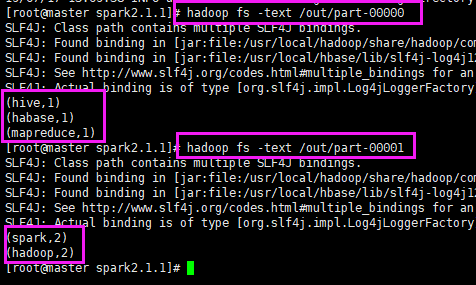 [root@master spark2.1.1]# hadoop fs -text /out/part-00000
SLF4J: Class path contains multiple SLF4J bindings.
SLF4J: Found binding in [jar:file:/usr/local/hadoop/share/hadoop/com
SLF4J: Found binding in [jar:file:/usr/local/hbase/lib/slf4j-log4j12
SLF4J: See http://www.slf4j.org/codes.html#multiple_bindings for an
SLF4J: Actual binding is of type [org.slf4j.impl.Log4jLoggerFactory
(hive,1)
(habase,1)
(mapreduce,1)
[root@master spark2.1.1]# hadoop fs -text /out/part-00001
SLF4J: Class path contains multiple SLF4J bindings.
SLF4J: Found binding in [jar:file:/usr/local/hadoop/share/hadoop/com
SLF4J: Found binding in [jar:file:/usr/local/hbase/lib/slf4j-log4j12
SLF4J: See http://www.slf4j.org/codes.html#multiple_bindings for an
SLF4J: Actual binding is of type [org.slf4j.impl.Log4jLoggerFactory
(spark,2)
(hadoop,2)
[root@master spark2.1.1]#